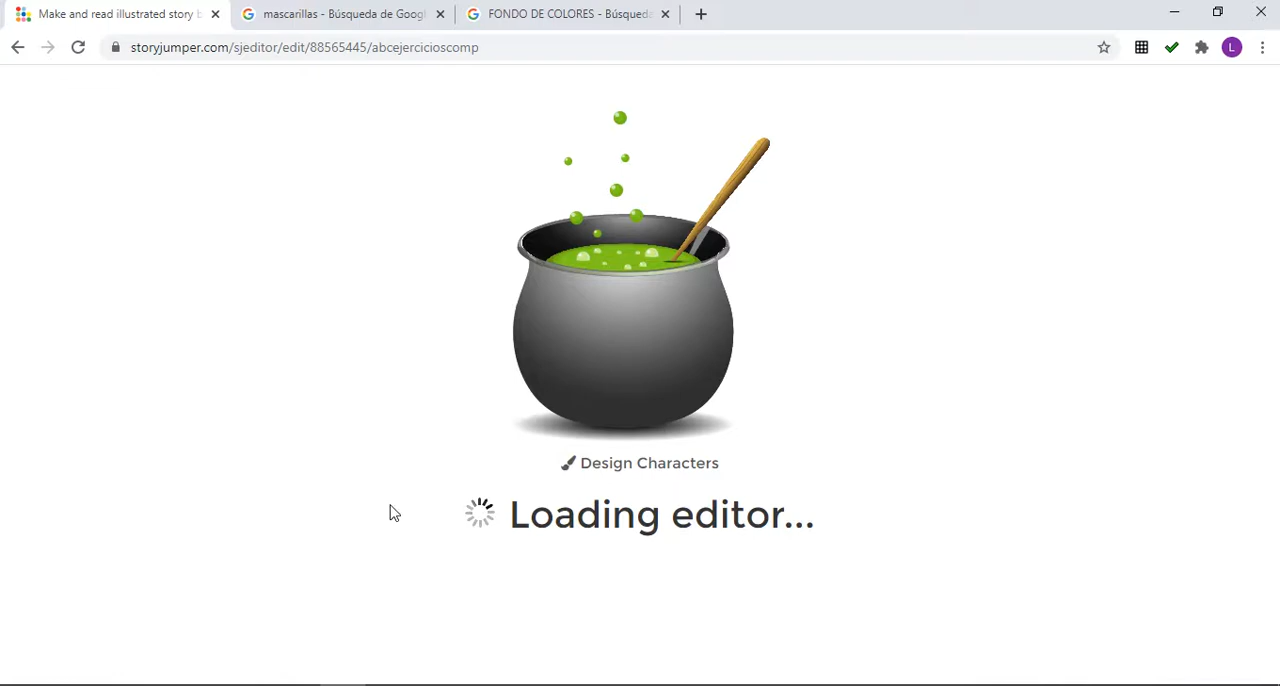 Make and read illustrated story b
mascarillas - Búsqueda de Googl
FONDO DE COLORES - Búsqued
storyjumper.com/sjeditor/edit/88565445/abcejercicioscomp
L
Design Characters
Loading editor...